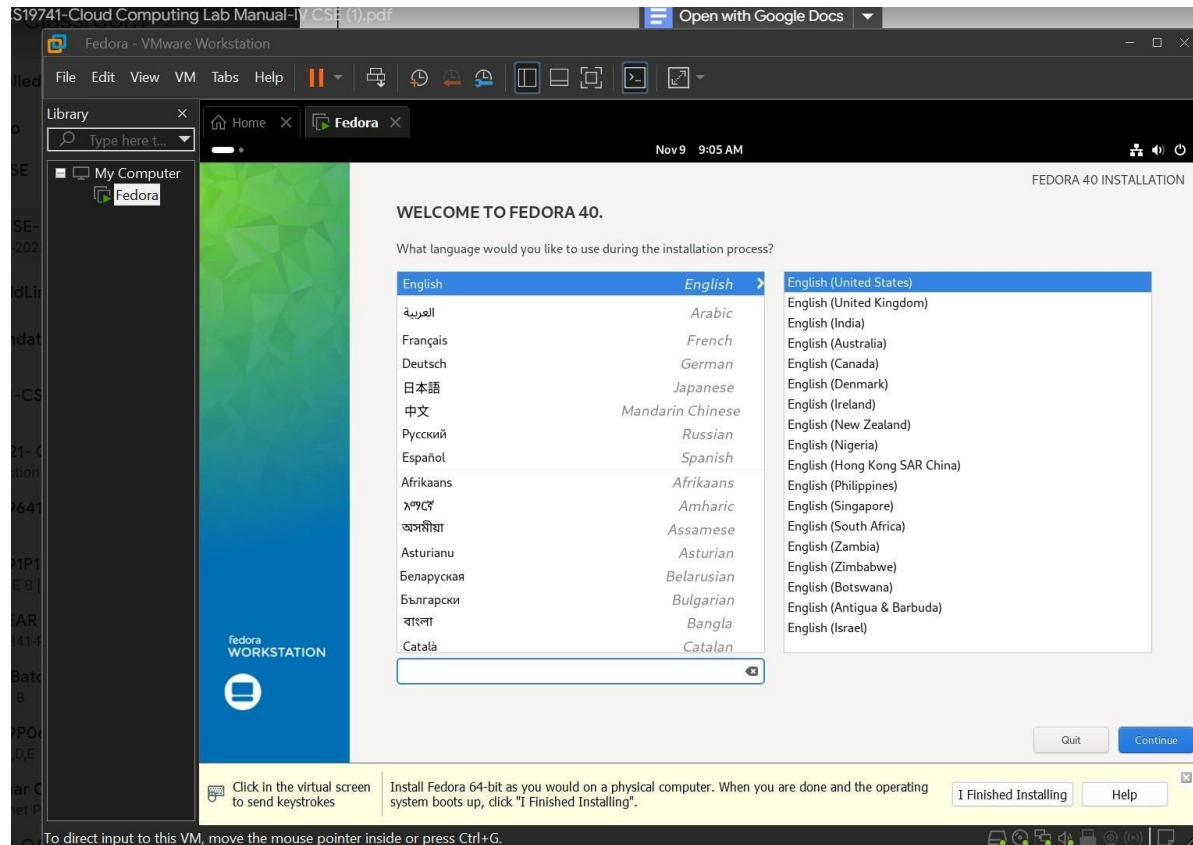 S19741-Cloud Computing Lab Manual-IV CSE (1).pdf
Open with Google Docs
Fedora - VMware Workstation
File Edit View VM Tabs Help
Library
Type here t...
My Computer
Fedora
Home
Fedora
Nov 9 9:05 AM
FEDORA 40 INSTALLATION
WELCOME TO FEDORA 40.
What language would you like to use during the installation process?
English English
العربية Arabic
Français French
Deutsch German
日本語 Japanese
中文 Mandarin Chinese
Русский Russian
Español Spanish
Afrikaans Afrikaans
አማርኛ Amharic
অসমীয়া Assamese
Asturianu Asturian
Беларуская Belarusian
Български Bulgarian
বাংলা Bangla
Català Catalan
English (United States)
English (United Kingdom)
English (India)
English (Australia)
English (Canada)
English (Denmark)
English (Ireland)
English (New Zealand)
English (Nigeria)
English (Hong Kong SAR China)
English (Philippines)
English (Singapore)
English (South Africa)
English (Zambia)
English (Zimbabwe)
English (Botswana)
English (Antigua & Barbuda)
English (Israel)
fedora
WORKSTATION
Quit
Continue
Click in the virtual screen
to send keystrokes
Install Fedora 64-bit as you would on a physical computer. When you are done and the operating
system boots up, click "I Finished Installing".
I Finished Installing
Help
To direct input to this VM, move the mouse pointer inside or press Ctrl+G.